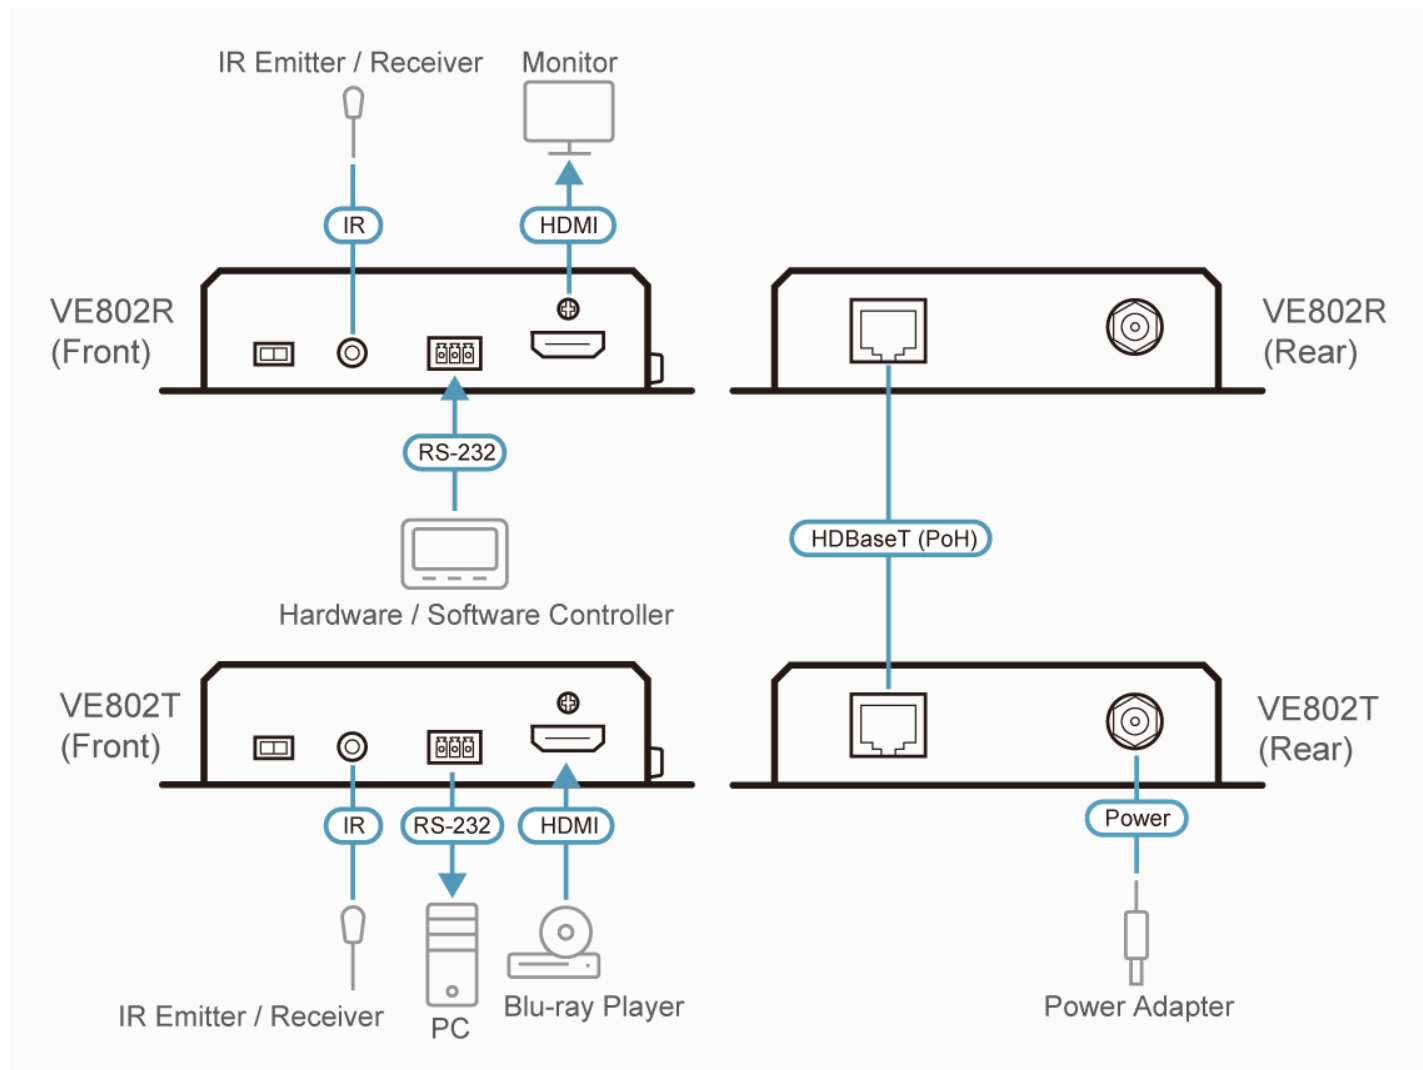 IR Emitter / Receiver
Monitor
IR
HDMI
VE802R
(Front)
VE802R
(Rear)
RS-232
HDBaseT (PoH)
Hardware / Software Controller
VE802T
(Front)
VE802T
(Rear)
IR
RS-232
HDMI
Power
IR Emitter / Receiver
PC
Blu-ray Player
Power Adapter